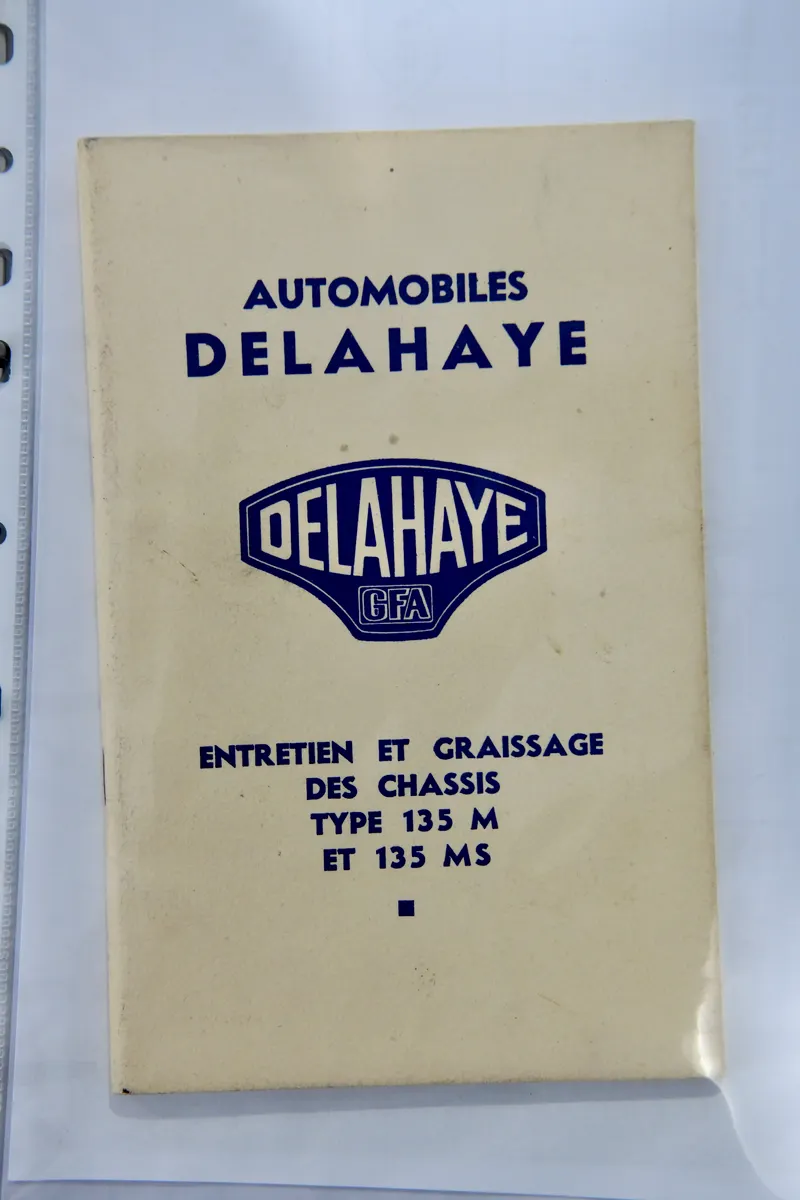 AUTOMOBILES
DELAHAYE
DELAHAYE
GFA
ENTRETIEN ET GRAISSAGE
DES CHASSIS
TYPE 135 M
ET 135 MS